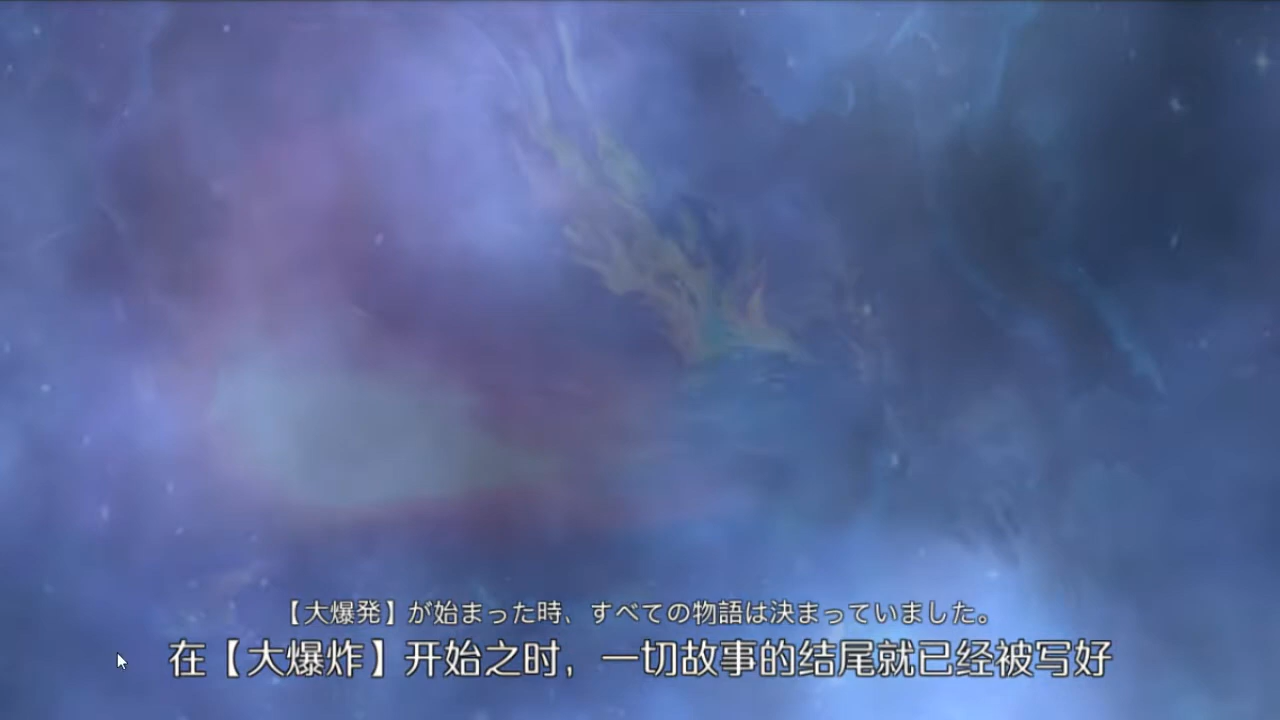 【大爆発】が始まった時、すべての物語は決まっていました。
在【大爆炸】开始之时，一切故事的结尾就已经被写好